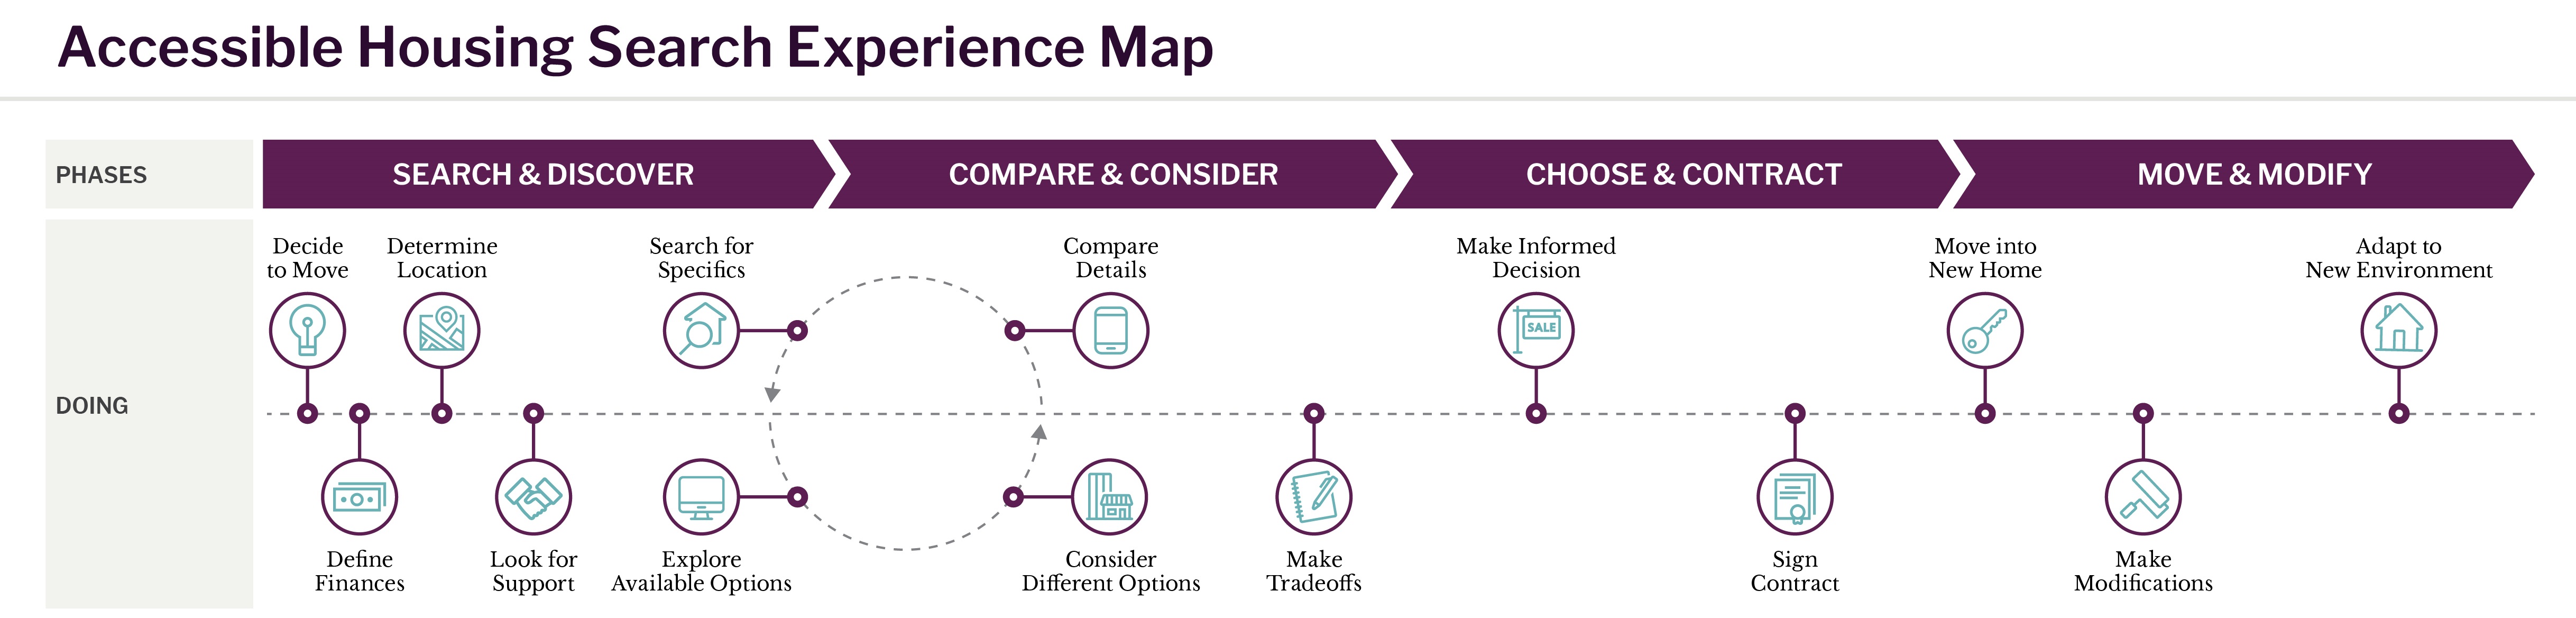 Accessible Housing Search Experience Map
PHASES
SEARCH & DISCOVER
COMPARE & CONSIDER
CHOOSE & CONTRACT
MOVE & MODIFY
DOING
Decide
to Move
Determine
Location
Search for
Specifics
Compare
Details
Make Informed
Decision
SALE
Move into
New Home
Adapt to
New Environment
Define
Finances
Look for
Support
Explore
Available Options
Consider
Different Options
Make
Tradeoffs
Sign
Contract
Make
Modifications